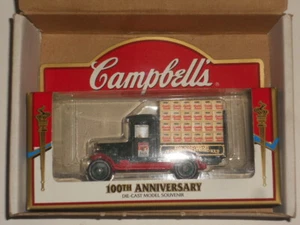 Campbell's
100TH ANNIVERSARY
DIE-CAST MODEL SOUVENIR